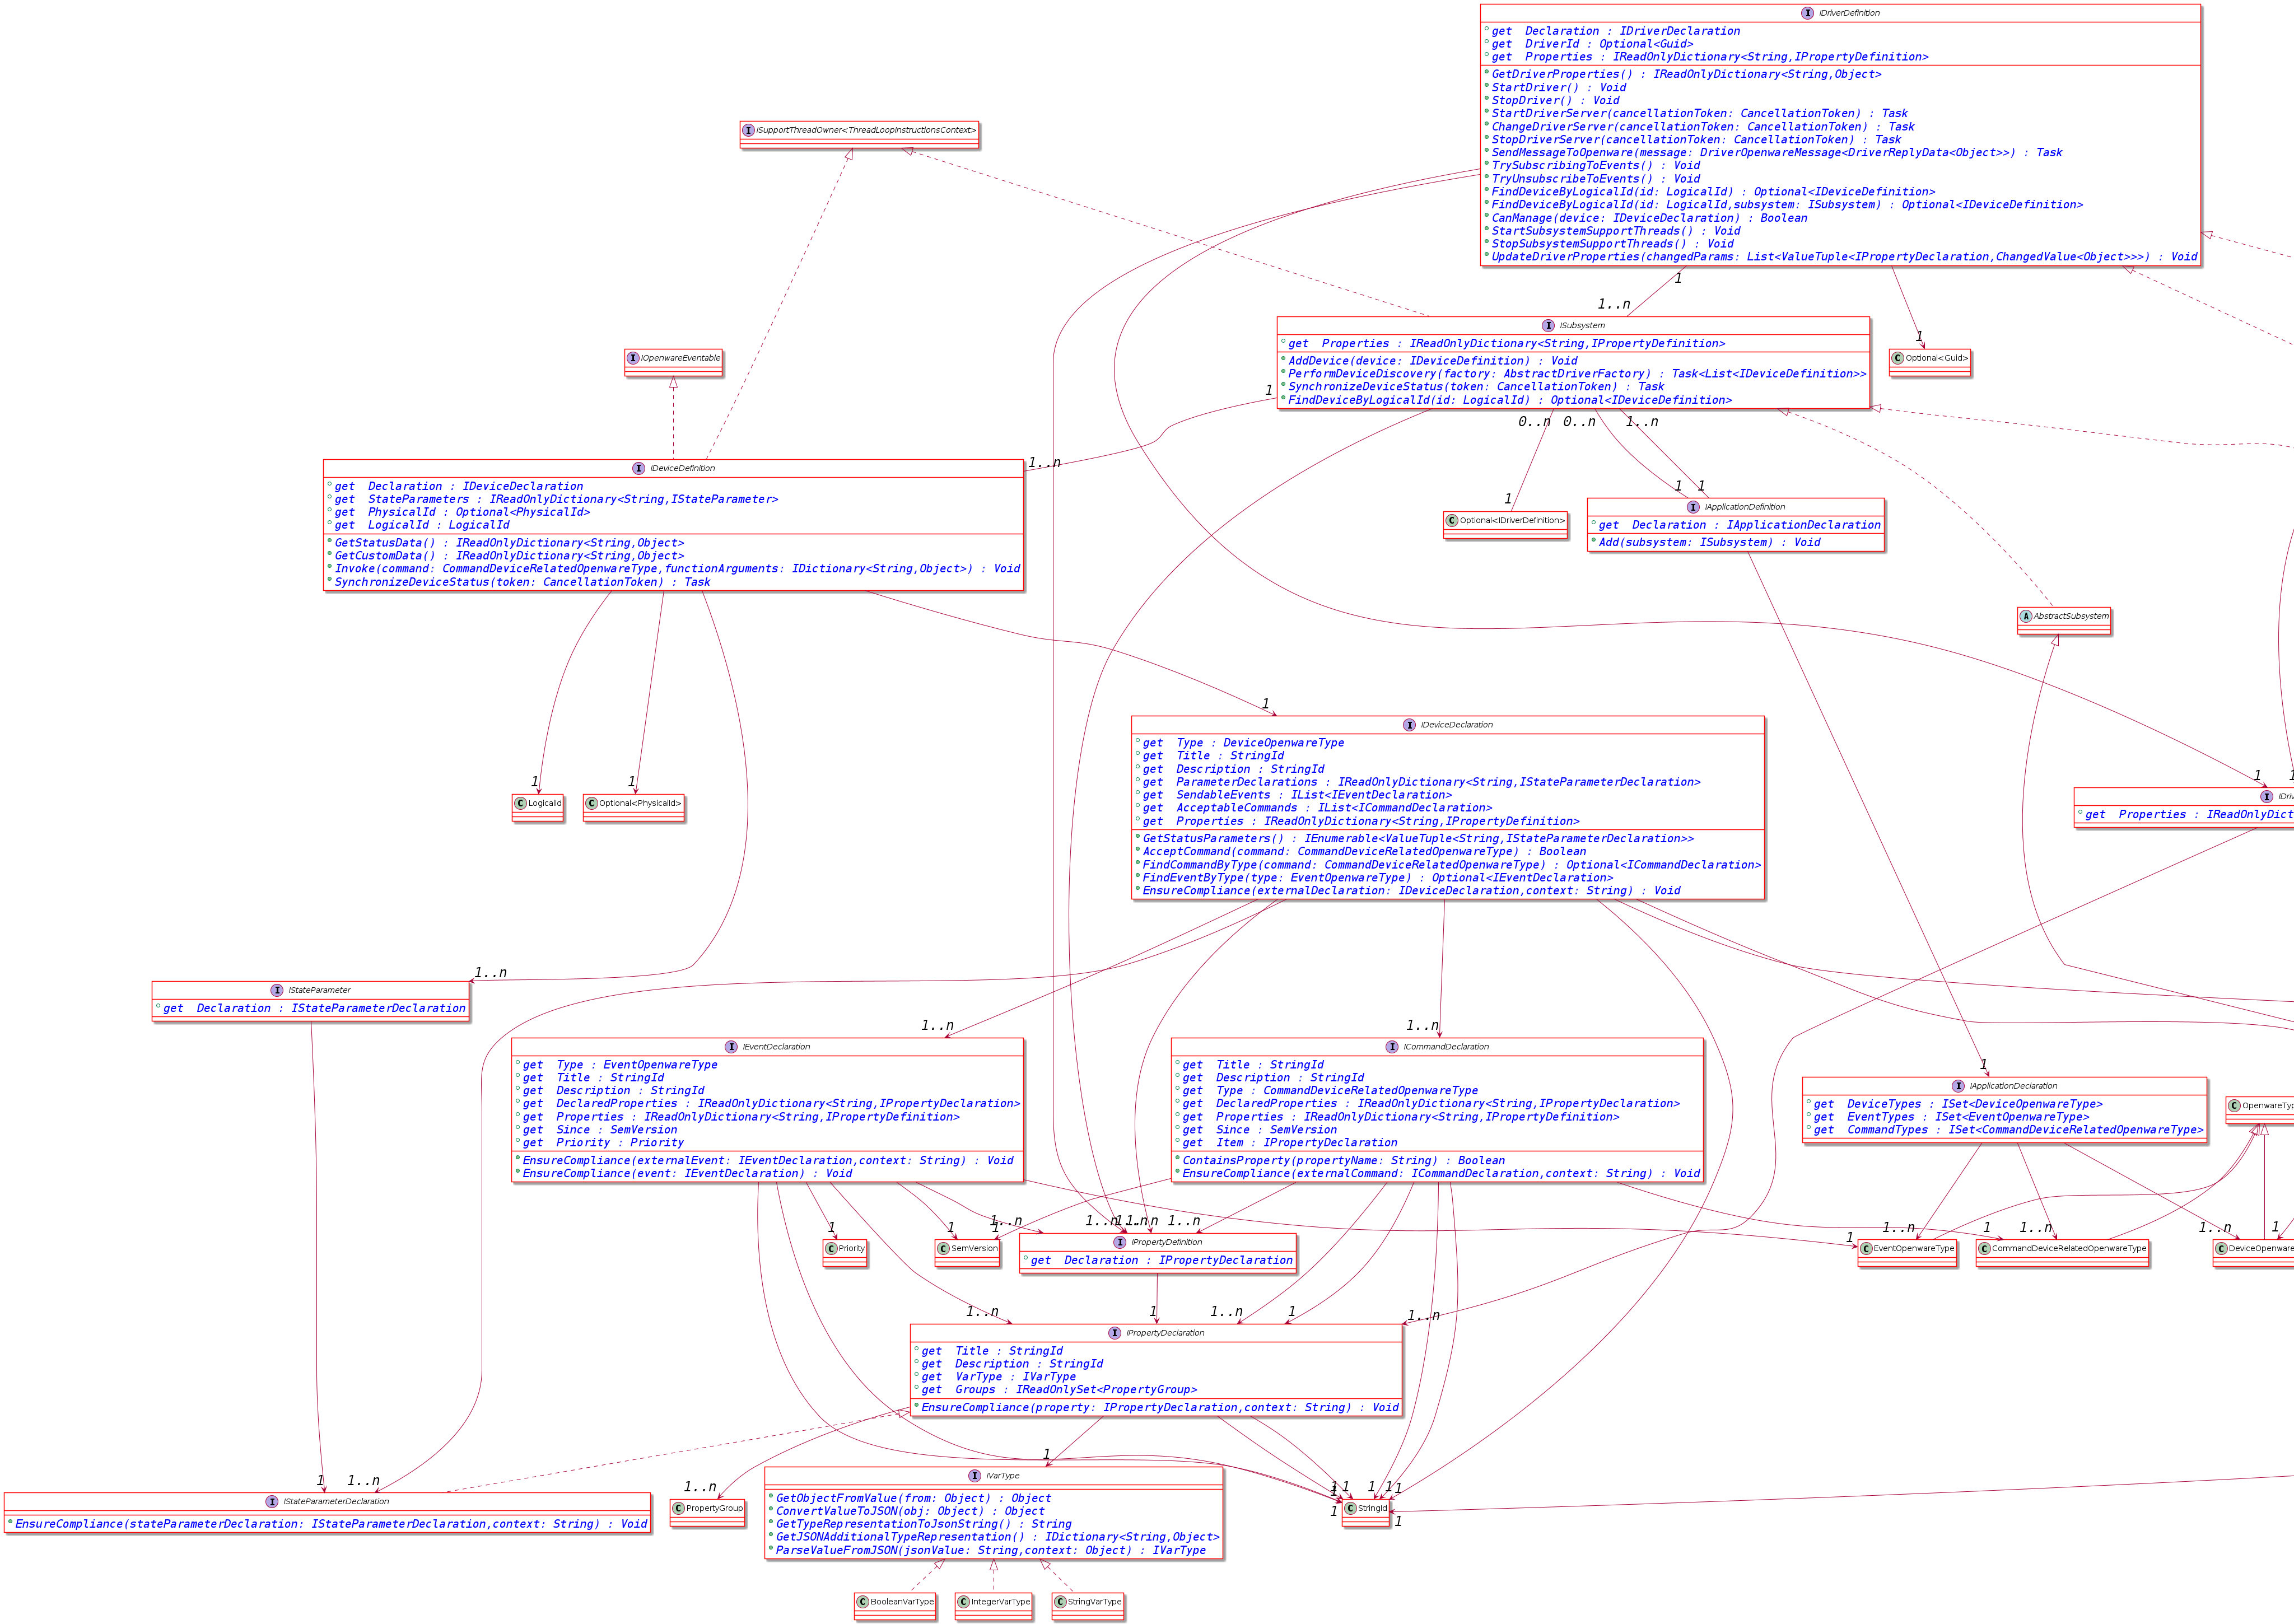 I IDriverDefinition
get Declaration : IDriverDeclaration
get DriverId : Optional<Guid>
get Properties : IReadOnlyDictionary<String,IPropertyDefinition>
GetDriverProperties() : IReadOnlyDictionary<String,Object>
StartDriver() : Void
StopDriver() : Void
StartDriverServer(cancellationToken: CancellationToken) : Task
ChangeDriverServer(cancellationToken: CancellationToken) : Task
StopDriverServer(cancellationToken: CancellationToken) : Task
SendMessageToOpenware(message: DriverOpenwareMessage<DriverReplyData<Object>>) : Task
TrySubscribingToEvents() : Void
TryUnsubscribeToEvents() : Void
FindDeviceByLogicalId(id: LogicalId) : Optional<IDeviceDefinition>
FindDeviceByLogicalId(id: LogicalId,subsystem: ISubsystem) : Optional<IDeviceDefinition>
CanManage(device: IDeviceDeclaration) : Boolean
StartSubsystemSupportThreads() : Void
StopSubsystemSupportThreads() : Void
UpdateDriverProperties(changedParams: List<ValueTuple<IPropertyDeclaration,ChangedValue<Object>>>) : Void
I ISupportThreadOwner<ThreadLoopInstructionsContext>
1
1..n
1
I ISubsystem
get Properties : IReadOnlyDictionary<String,IPropertyDefinition>
AddDevice(device: IDeviceDefinition) : Void
PerformDeviceDiscovery(factory: AbstractDriverFactory) : Task<List<IDeviceDefinition>>
SynchronizeDeviceStatus(token: CancellationToken) : Task
FindDeviceByLogicalId(id: LogicalId) : Optional<IDeviceDefinition>
I IOpenwareEventable
C Optional<Guid>
1
0..n 0..n 1..n
1..n
I IDeviceDefinition
get Declaration : IDeviceDeclaration
get StateParameters : IReadOnlyDictionary<String,IStateParameter>
get PhysicalId : Optional<PhysicalId>
get LogicalId : LogicalId
GetStatusData() : IReadOnlyDictionary<String,Object>
GetCustomData() : IReadOnlyDictionary<String,Object>
Invoke(command: CommandDeviceRelatedOpenwareType,functionArguments: IDictionary<String,Object>) : Void
SynchronizeDeviceStatus(token: CancellationToken) : Task
1 1 1
C Optional<IDriverDefinition>
I IApplicationDefinition
get Declaration : IApplicationDeclaration
Add(subsystem: ISubsystem) : Void
A AbstractSubsystem
1
I IDeviceDeclaration
get Type : DeviceOpenwareType
get Title : StringId
get Description : StringId
get ParameterDeclarations : IReadOnlyDictionary<String,IStateParameterDeclaration>
get SendableEvents : IList<IEventDeclaration>
get AcceptableCommands : IList<ICommandDeclaration>
get Properties : IReadOnlyDictionary<String,IPropertyDefinition>
GetStatusParameters() : IEnumerable<ValueTuple<String,IStateParameterDeclaration>>
AcceptCommand(command: CommandDeviceRelatedOpenwareType) : Boolean
FindCommandByType(command: CommandDeviceRelatedOpenwareType) : Optional<ICommandDeclaration>
FindEventByType(type: EventOpenwareType) : Optional<IEventDeclaration>
EnsureCompliance(externalDeclaration: IDeviceDeclaration,context: String) : Void
1 1
C LogicalId
C Optional<PhysicalId>
1 1
I IDriv
get Properties : IReadOnlyDict
1..n
I IStateParameter
get Declaration : IStateParameterDeclaration
1..n
1..n
I IEventDeclaration
get Type : EventOpenwareType
get Title : StringId
get Description : StringId
get DeclaredProperties : IReadOnlyDictionary<String,IPropertyDeclaration>
get Properties : IReadOnlyDictionary<String,IPropertyDefinition>
get Since : SemVersion
get Priority : Priority
EnsureCompliance(externalEvent: IEventDeclaration,context: String) : Void
EnsureCompliance(event: IEventDeclaration) : Void
I ICommandDeclaration
get Title : StringId
get Description : StringId
get Type : CommandDeviceRelatedOpenwareType
get DeclaredProperties : IReadOnlyDictionary<String,IPropertyDeclaration>
get Properties : IReadOnlyDictionary<String,IPropertyDefinition>
get Since : SemVersion
get Item : IPropertyDeclaration
ContainsProperty(propertyName: String) : Boolean
EnsureCompliance(externalCommand: ICommandDeclaration,context: String) : Void
1
I IApplicationDeclaration
get DeviceTypes : ISet<DeviceOpenwareType>
get EventTypes : ISet<EventOpenwareType>
get CommandTypes : ISet<CommandDeviceRelatedOpenwareType>
C OpenwareTyp
1 1 1 1..n 1..n 1..n 1..n
1 1..n 1 1..n 1..n 1
C Priority
C SemVersion
I IPropertyDefinition
get Declaration : IPropertyDeclaration
C EventOpenwareType
C CommandDeviceRelatedOpenwareType
C DeviceOpenware
1..n 1 1..n 1 1..n
I IPropertyDeclaration
get Title : StringId
get Description : StringId
get VarType : IVarType
get Groups : IReadOnlySet<PropertyGroup>
EnsureCompliance(property: IPropertyDeclaration,context: String) : Void
1 1..n
I IStateParameterDeclaration
EnsureCompliance(stateParameterDeclaration: IStateParameterDeclaration,context: String) : Void
1..n
C PropertyGroup
1
I IVarType
GetObjectFromValue(from: Object) : Object
ConvertValueToJSON(obj: Object) : Object
GetTypeRepresentationToJsonString() : String
GetJSONAdditionalTypeRepresentation() : IDictionary<String,Object>
ParseValueFromJSON(jsonValue: String,context: Object) : IVarType
1 1 1 1 1
C StringId
1 1
C BooleanVarType
C IntegerVarType
C StringVarType